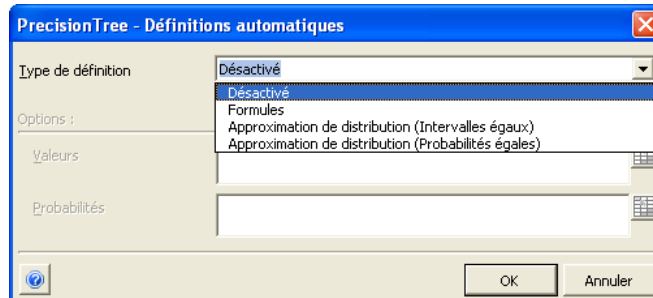 PrecisionTree - Définitions automatiques
Type de définition
Désactivé
Désactivé
Formules
Approximation de distribution (Intervalles égaux)
Approximation de distribution (Probabilités égales)
Options :
Valeurs
Probabilités
OK
Annuler